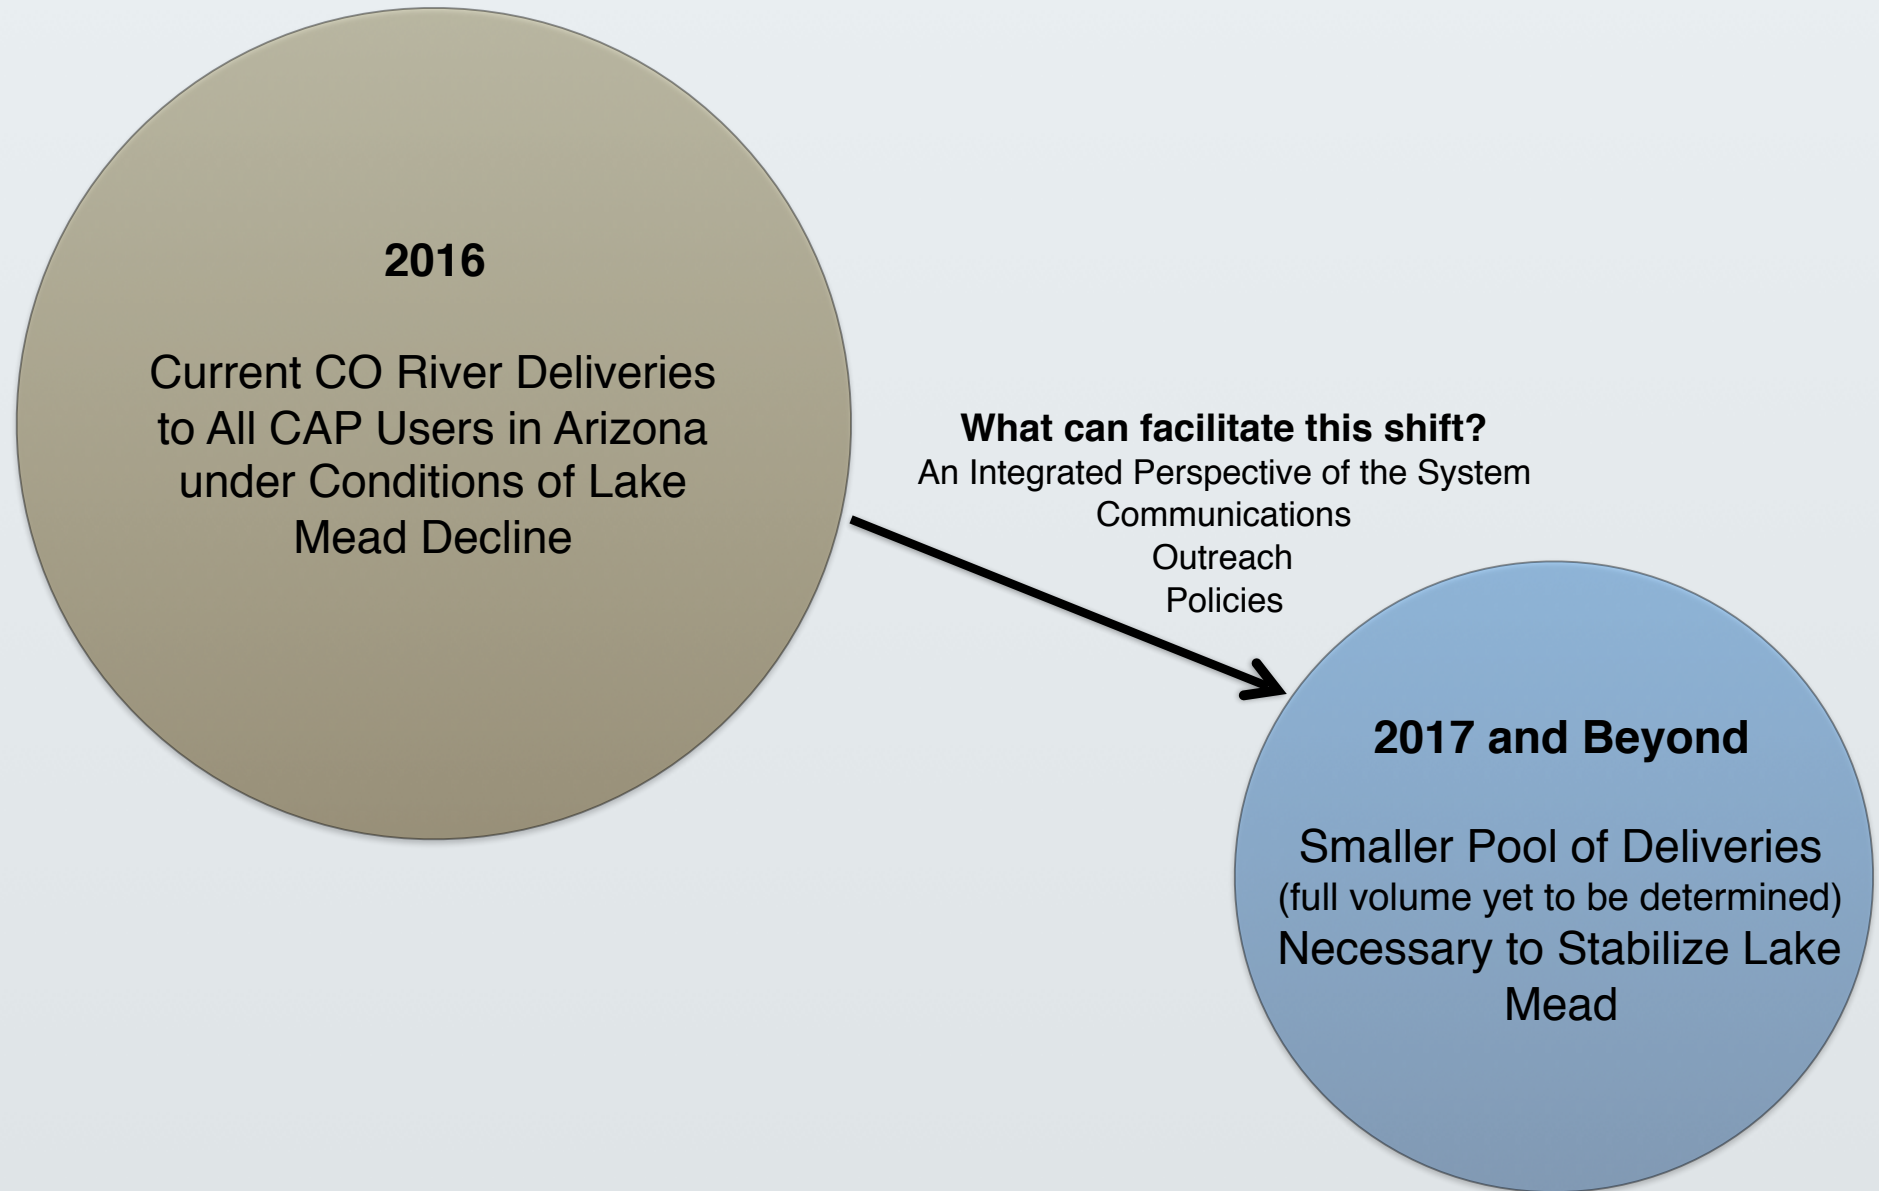 2016
Current CO River Deliveries
to All CAP Users in Arizona
under Conditions of Lake
Mead Decline
What can facilitate this shift?
An Integrated Perspective of the System
Communications
Outreach
Policies
2017 and Beyond
Smaller Pool of Deliveries
(full volume yet to be determined)
Necessary to Stabilize Lake
Mead